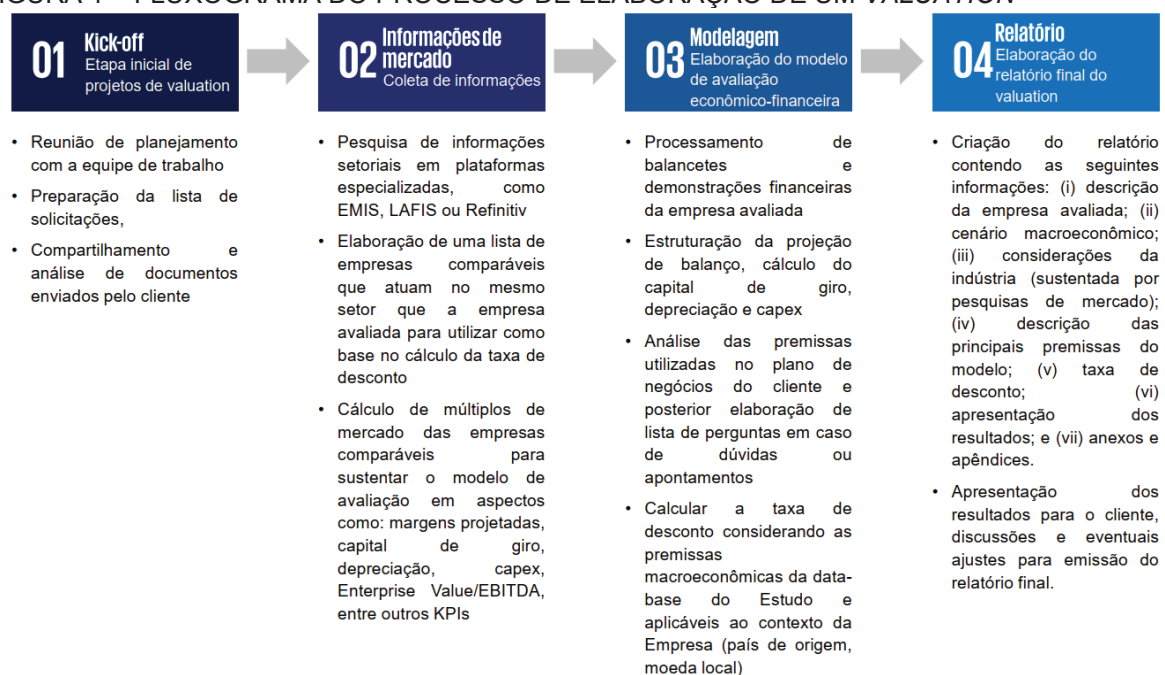 FIGURA 1 – FLUXOGRAMA DO PROCESSO DE ELABORAÇÃO DE UM VALUATION
01
Kick-off
Etapa inicial de
projetos de valuation
• Reunião de planejamento
com a equipe de trabalho
• Preparação da lista de
solicitações,
• Compartilhamento e
análise de documentos
enviados pelo cliente
02
Informações de
mercado
Coleta de informações
• Pesquisa de informações
setoriais em plataformas
especializadas, como
EMIS, LAFIS ou Refinitiv
• Elaboração de uma lista de
empresas comparáveis
que atuam no mesmo
setor que a empresa
avaliada para utilizar como
base no cálculo da taxa de
desconto
• Cálculo de múltiplos de
mercado das empresas
comparáveis para
sustentar o modelo de
avaliação em aspectos
como: margens projetadas,
capital de giro,
depreciação, capex,
Enterprise Value/EBITDA,
entre outros KPIs
03
Modelagem
Elaboração do modelo
de avaliação
econômico-financeira
• Processamento de
balancetes e
demonstrações financeiras
da empresa avaliada
• Estruturação da projeção
de balanço, cálculo do
capital de giro,
depreciação e capex
• Análise das premissas
utilizadas no plano de
negócios do cliente e
posterior elaboração de
lista de perguntas em caso
de dúvidas ou
apontamentos
• Calcular a taxa de
desconto considerando as
premissas
macroeconômicas da data-
base do Estudo e
aplicáveis ao contexto da
Empresa (país de origem,
moeda local)
04
Relatório
Elaboração do
relatório final do
valuation
• Criação do relatório
contendo as seguintes
informações: (i) descrição
da empresa avaliada; (ii)
cenário macroeconômico;
(iii) considerações da
indústria (sustentada por
pesquisas de mercado);
(iv) descrição das
principais premissas do
modelo; (v) taxa de
desconto; (vi)
apresentação dos
resultados; e (vii) anexos e
apêndices.
• Apresentação dos
resultados para o cliente,
discussões e eventuais
ajustes para emissão do
relatório final.